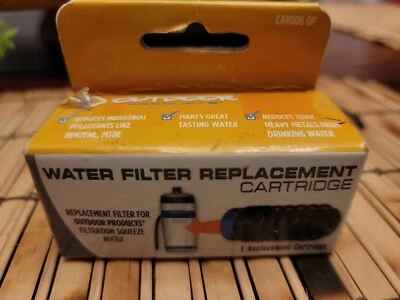 CAR006 OP
OUTDOOR
REDUCES INDUSTRIAL
POLLUTANTS LIKE
BENZENE, MTBE
MAKES GREAT
TASTING WATER
REDUCES TOXIC
HEAVY METALS FROM
DRINKING WATER
WATER FILTER REPLACEMENT
CARTRIDGE
REPLACEMENT FILTER FOR
OUTDOOR PRODUCTS®
FILTRATION SQUEEZE
BOTTLE
1 Replacement Cartridge